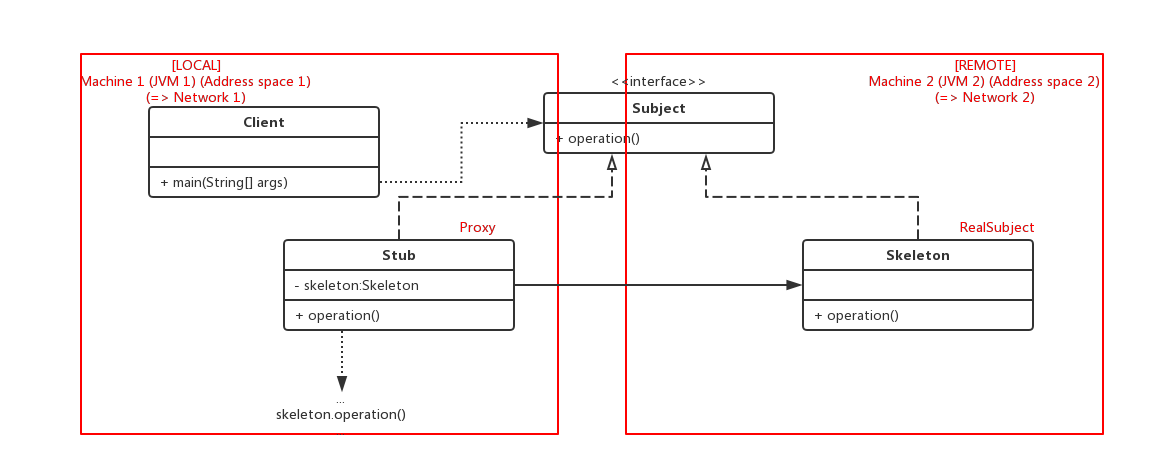 [LOCAL]
Machine 1 (JVM 1) (Address space 1)
(=> Network 1)
Client
+ main(String[] args)
<<interface>>
Subject
+ operation()
[REMOTE]
Machine 2 (JVM 2) (Address space 2)
(=> Network 2)
Proxy
Stub
- skeleton:Skeleton
+ operation()
...
skeleton.operation()
RealSubject
Skeleton
+ operation()